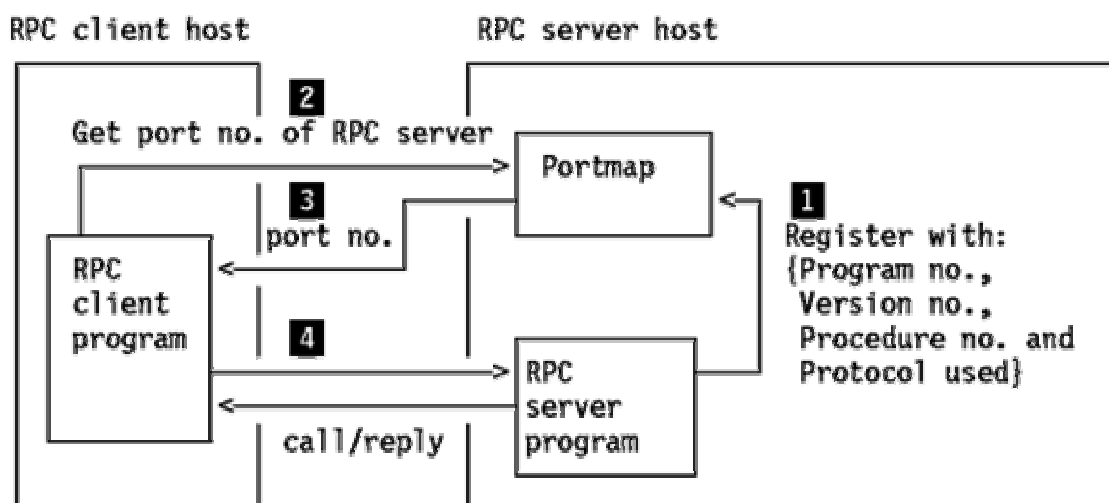 RPC client host
RPC server host
2
Get port no. of RPC server
Portmap
1
Register with:
{Program no.,
Version no.,
Procedure no. and
Protocol used}
3
port no.
RPC
client
program
4
RPC
server
program
call/reply